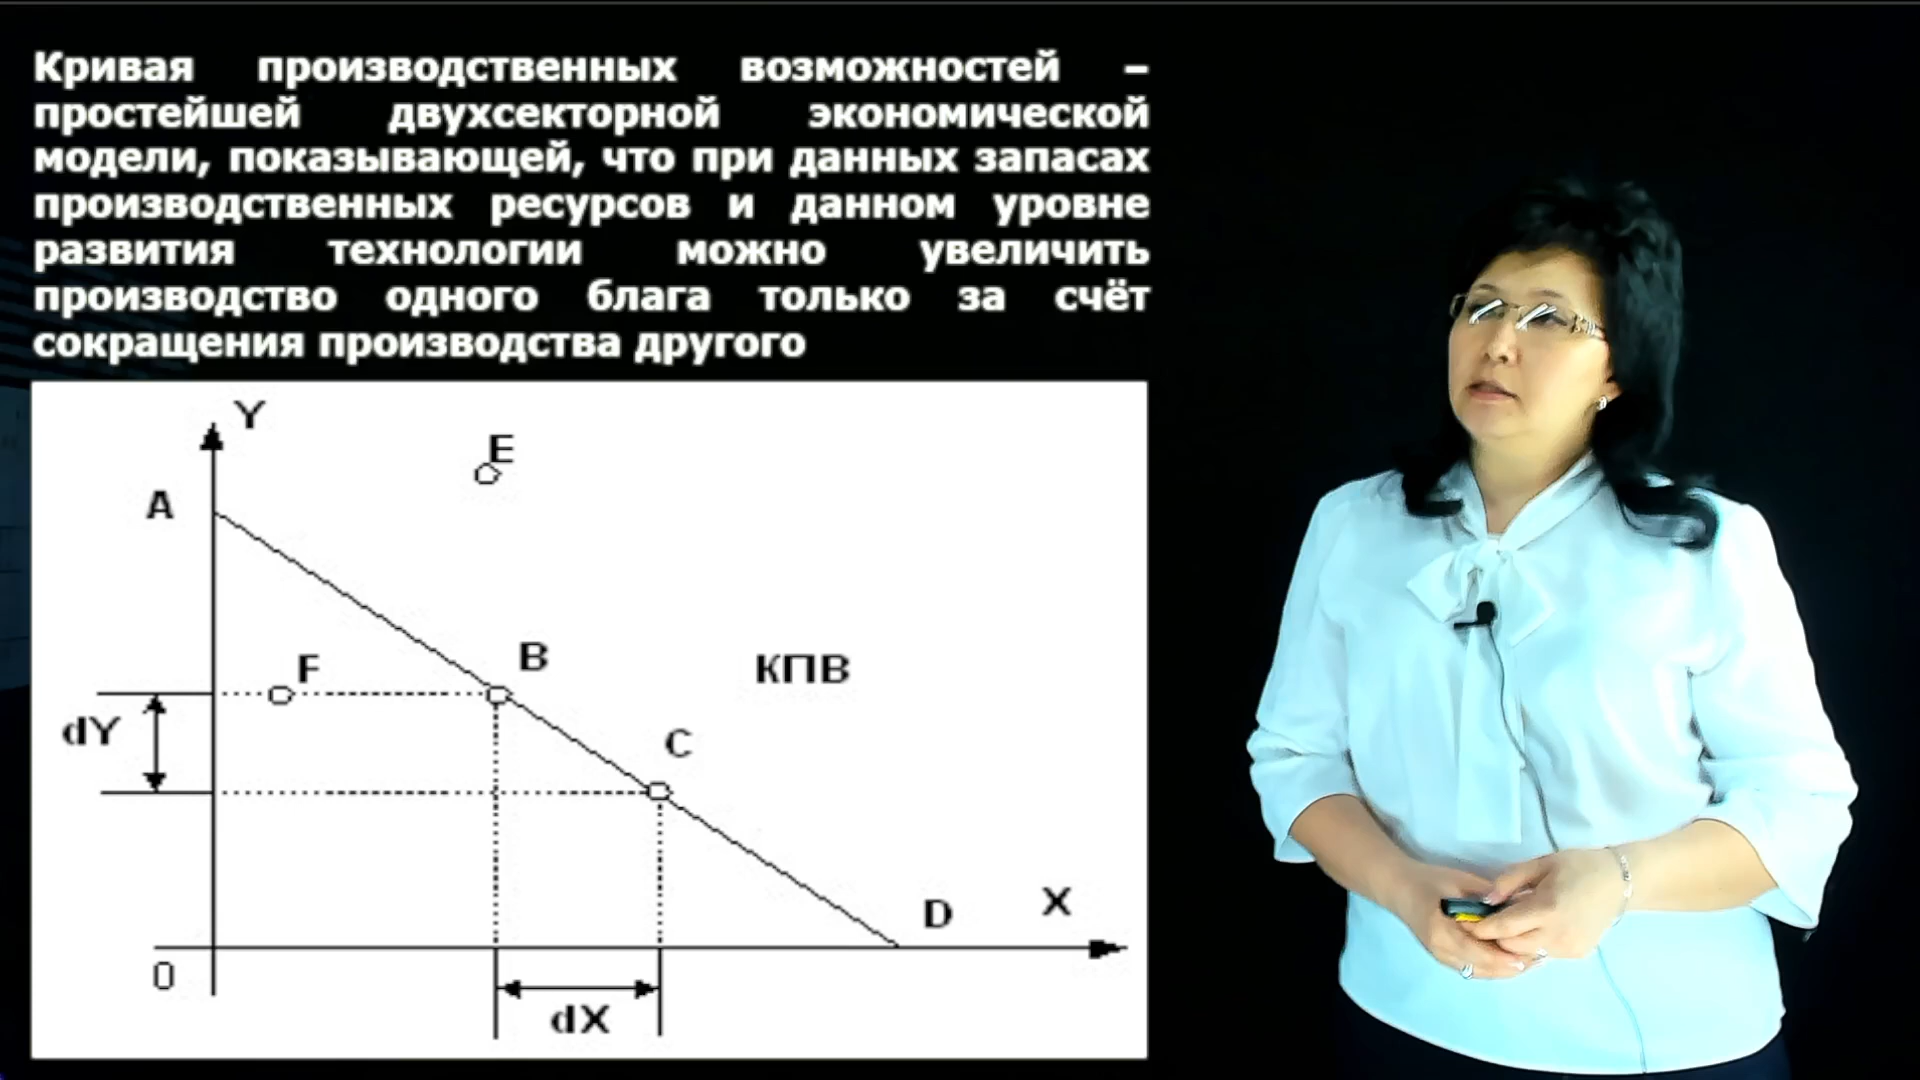 Кривая производственных возможностей –
простейшей двухсекторной экономической
модели, показывающей, что при данных запасах
производственных ресурсов и данном уровне
развития технологии можно увеличить
производство одного блага только за счёт
сокращения производства другого
Y
E
A
F
B
КПВ
dY
C
D
X
0
dX